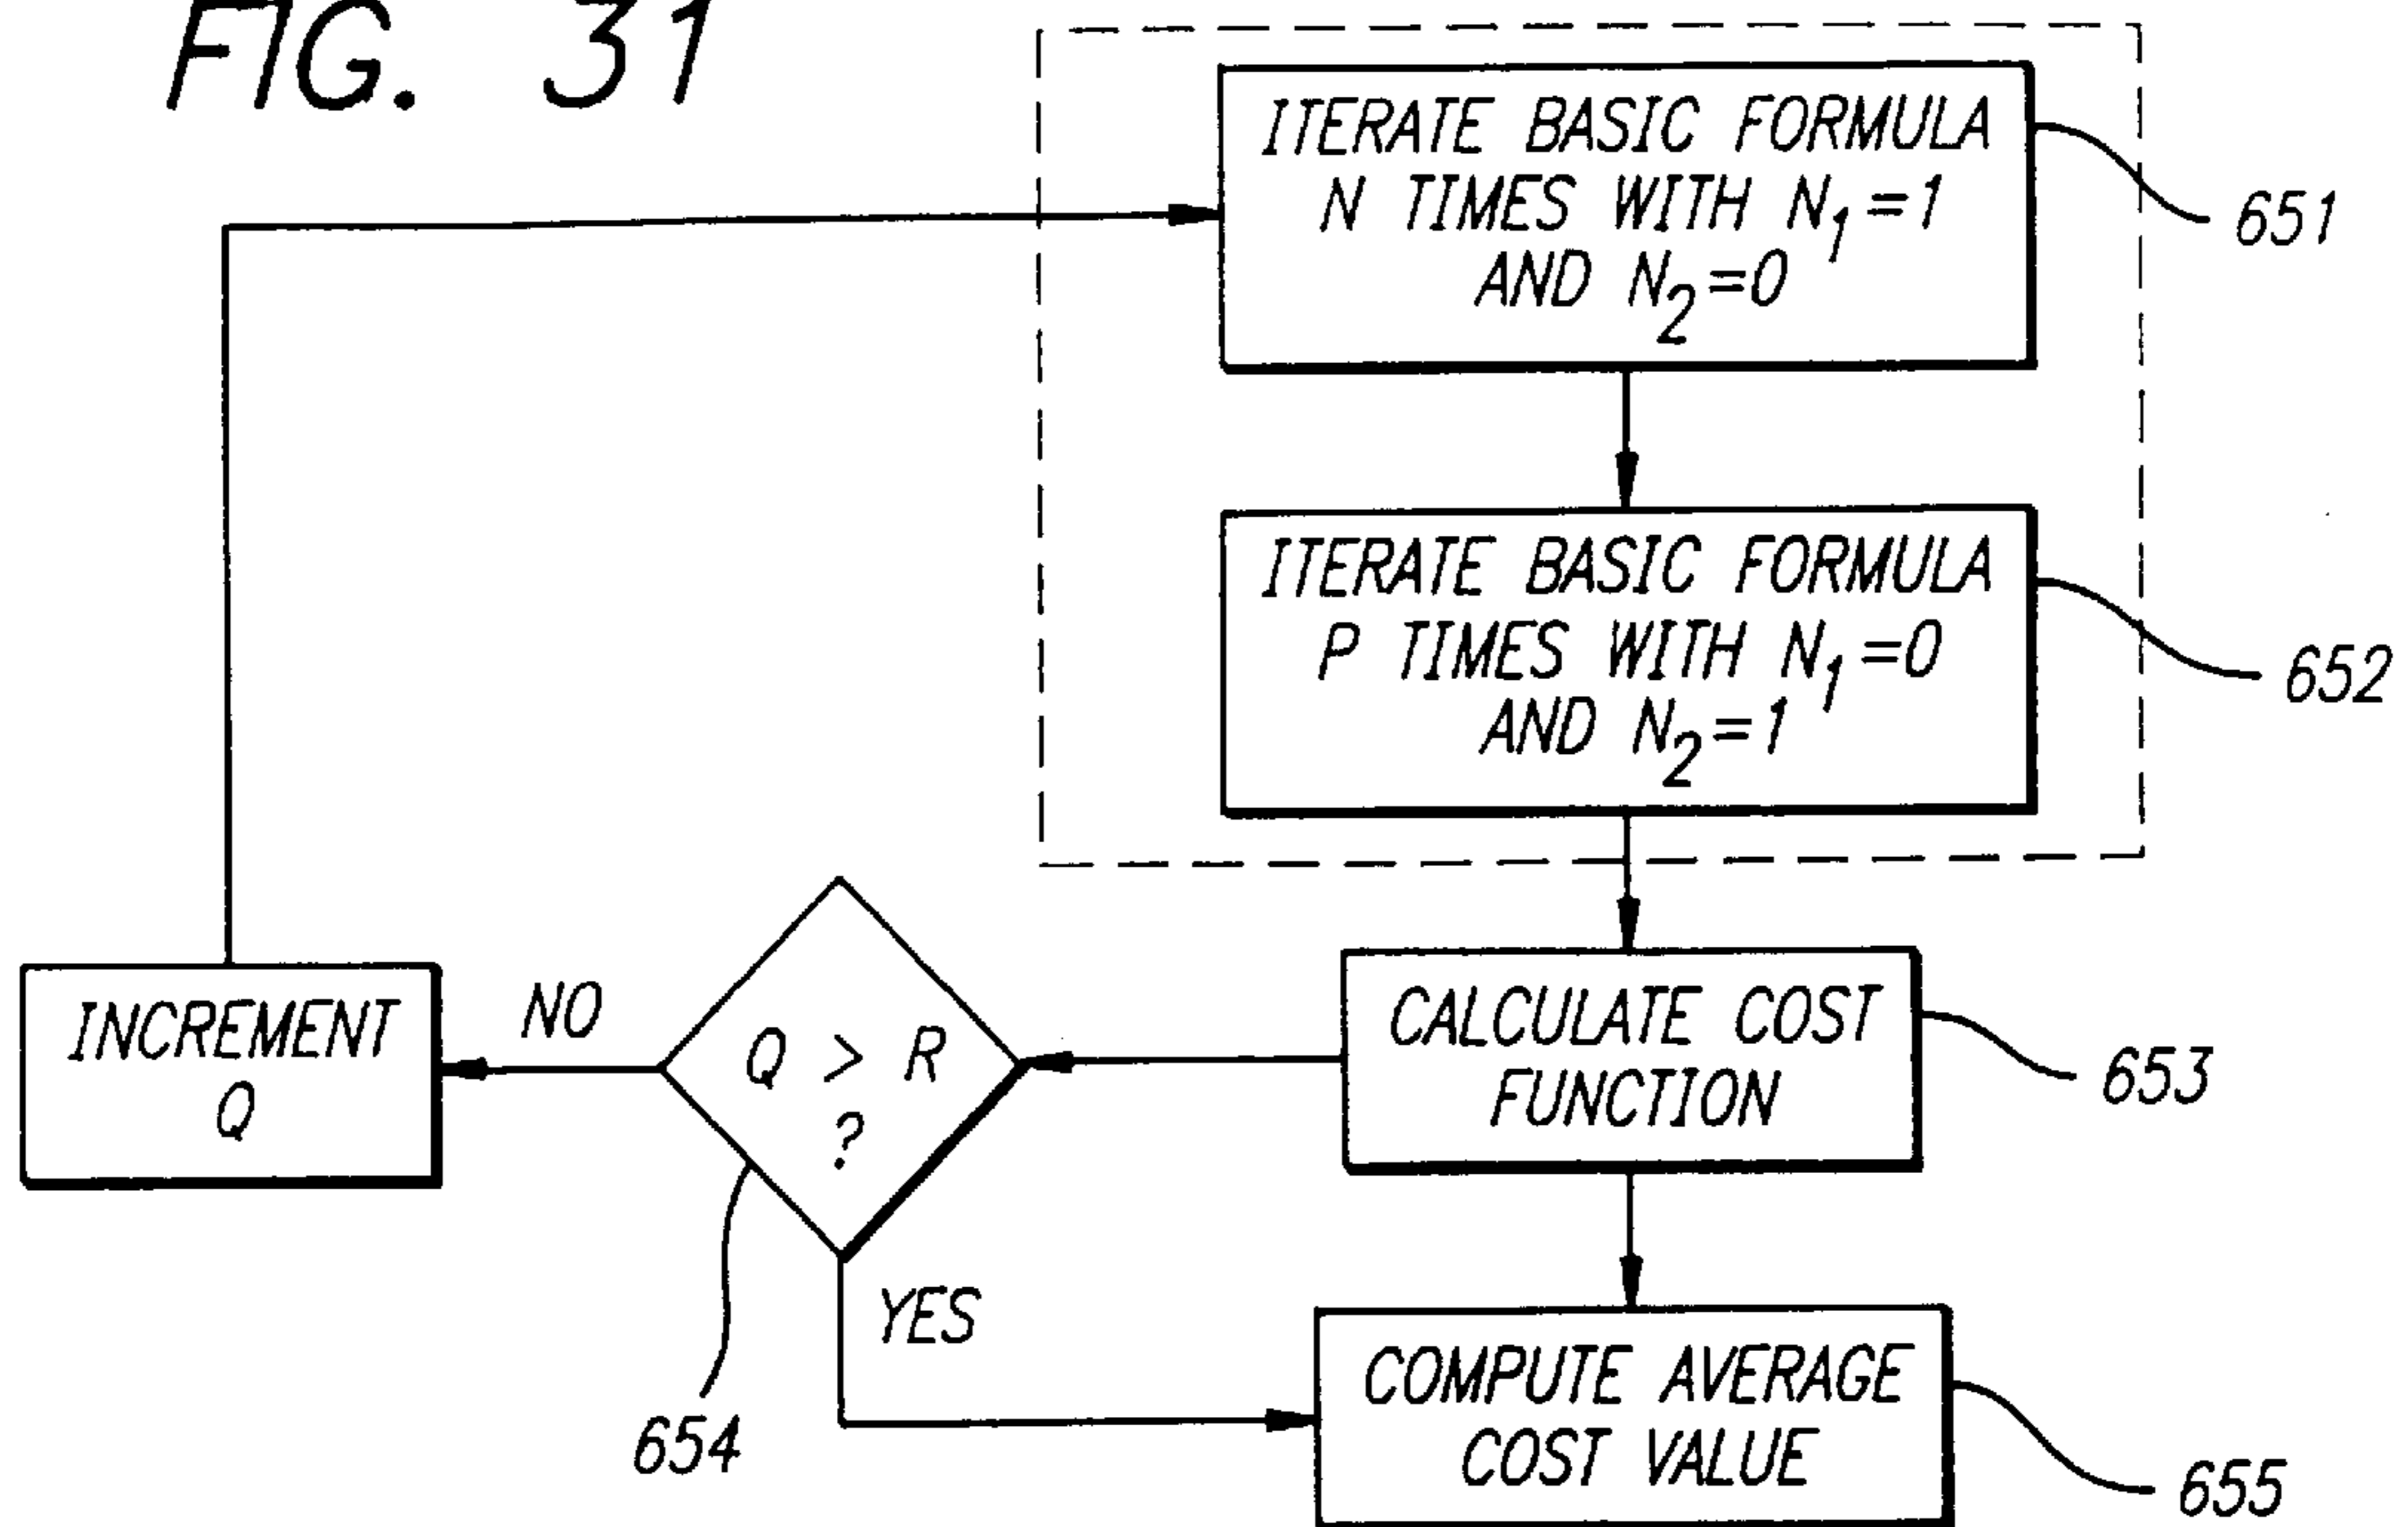 FIG. 31
ITERATE BASIC FORMULA
N TIMES WITH N₁=1
AND N₂=0
651
ITERATE BASIC FORMULA
P TIMES WITH N₁=0
AND N₂=1
652
CALCULATE COST
FUNCTION
653
Q > R
?
654
NO
INCREMENT
Q
YES
COMPUTE AVERAGE
COST VALUE
655